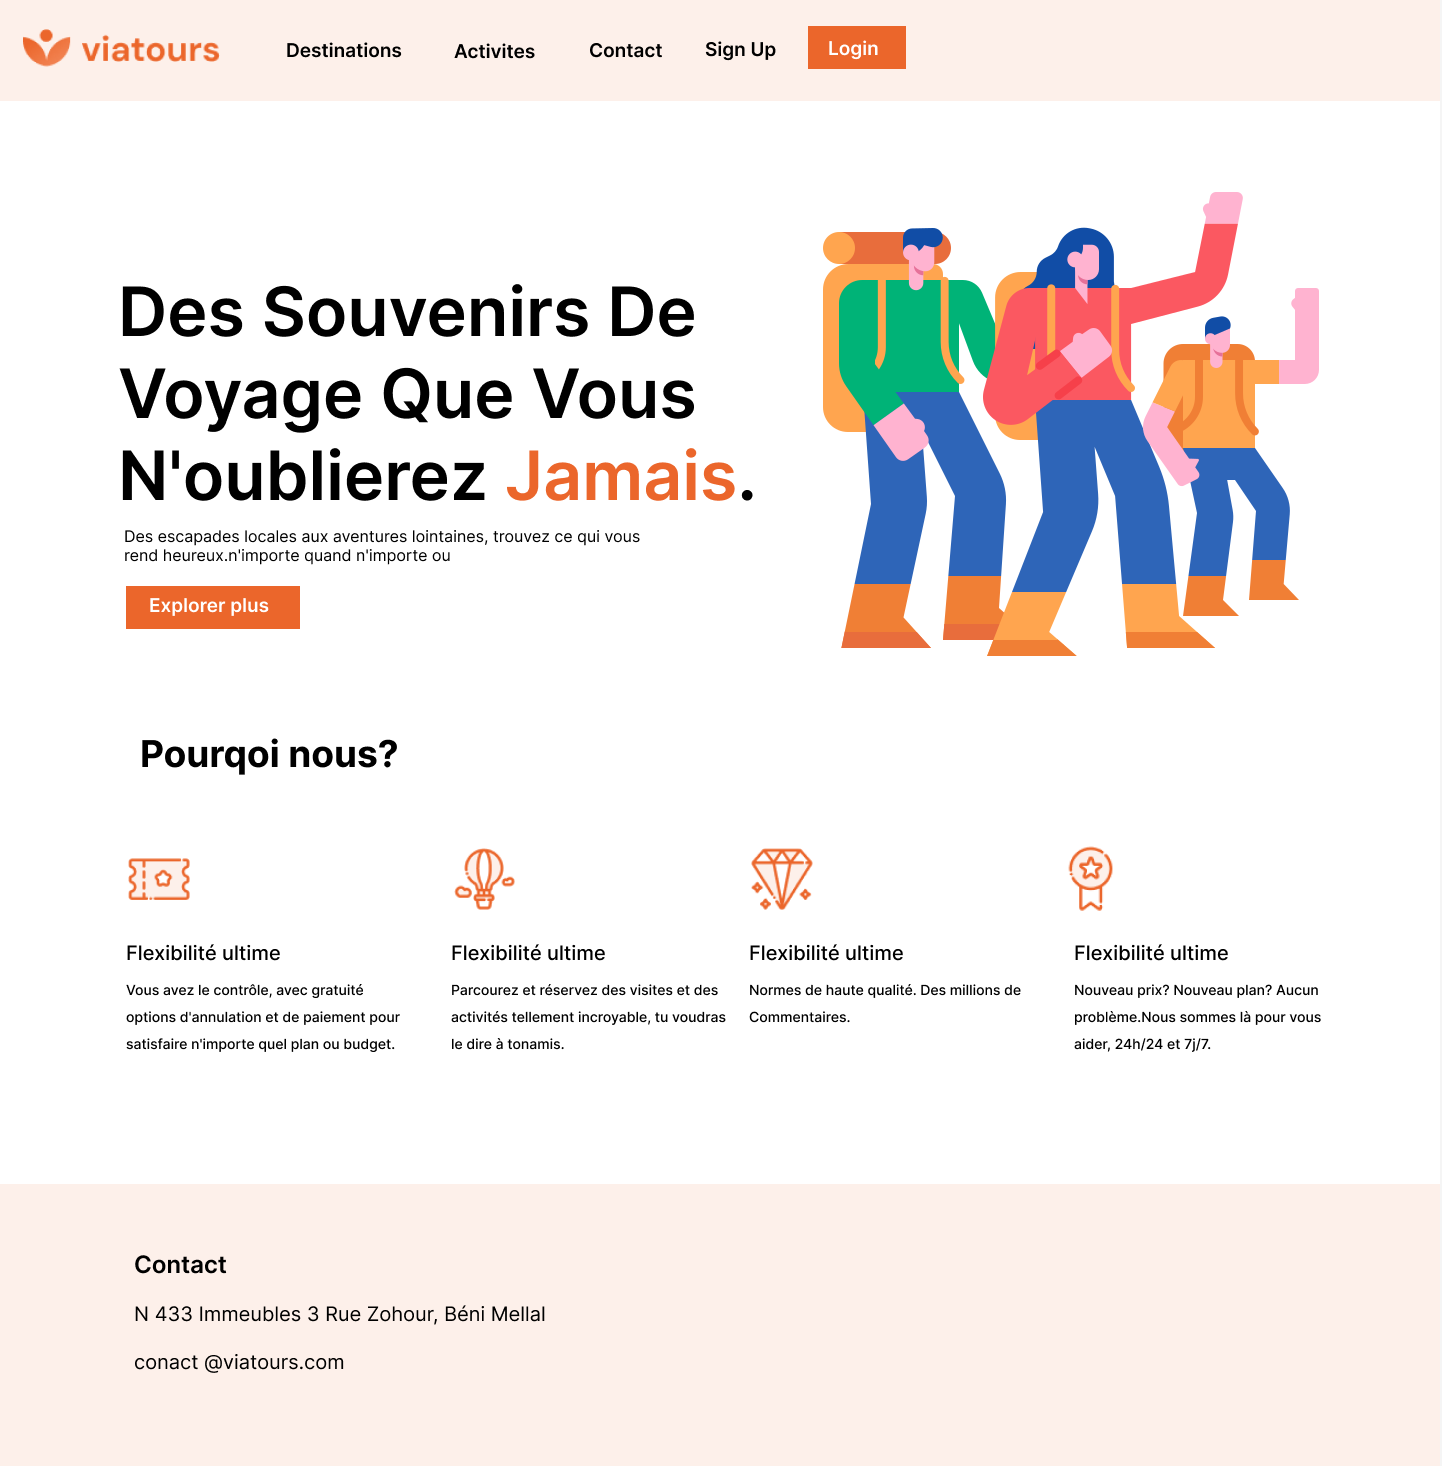 viatours
Destinations
Activites
Contact
Sign Up
Login
Des Souvenirs De
Voyage Que Vous
N'oublierez Jamais.
Des escapades locales aux aventures lointaines, trouvez ce qui vous
rend heureux.n'importe quand n'importe ou
Explorer plus
Pourqoi nous?
Flexibilité ultime
Vous avez le contrôle, avec gratuité
options d'annulation et de paiement pour
satisfaire n'importe quel plan ou budget.
Flexibilité ultime
Parcourez et réservez des visites et des
activités tellement incroyable, tu voudras
le dire à tonamis.
Flexibilité ultime
Normes de haute qualité. Des millions de
Commentaires.
Flexibilité ultime
Nouveau prix? Nouveau plan? Aucun
problème.Nous sommes là pour vous
aider, 24h/24 et 7j/7.
Contact
N 433 Immeubles 3 Rue Zohour, Béni Mellal
conact @viatours.com